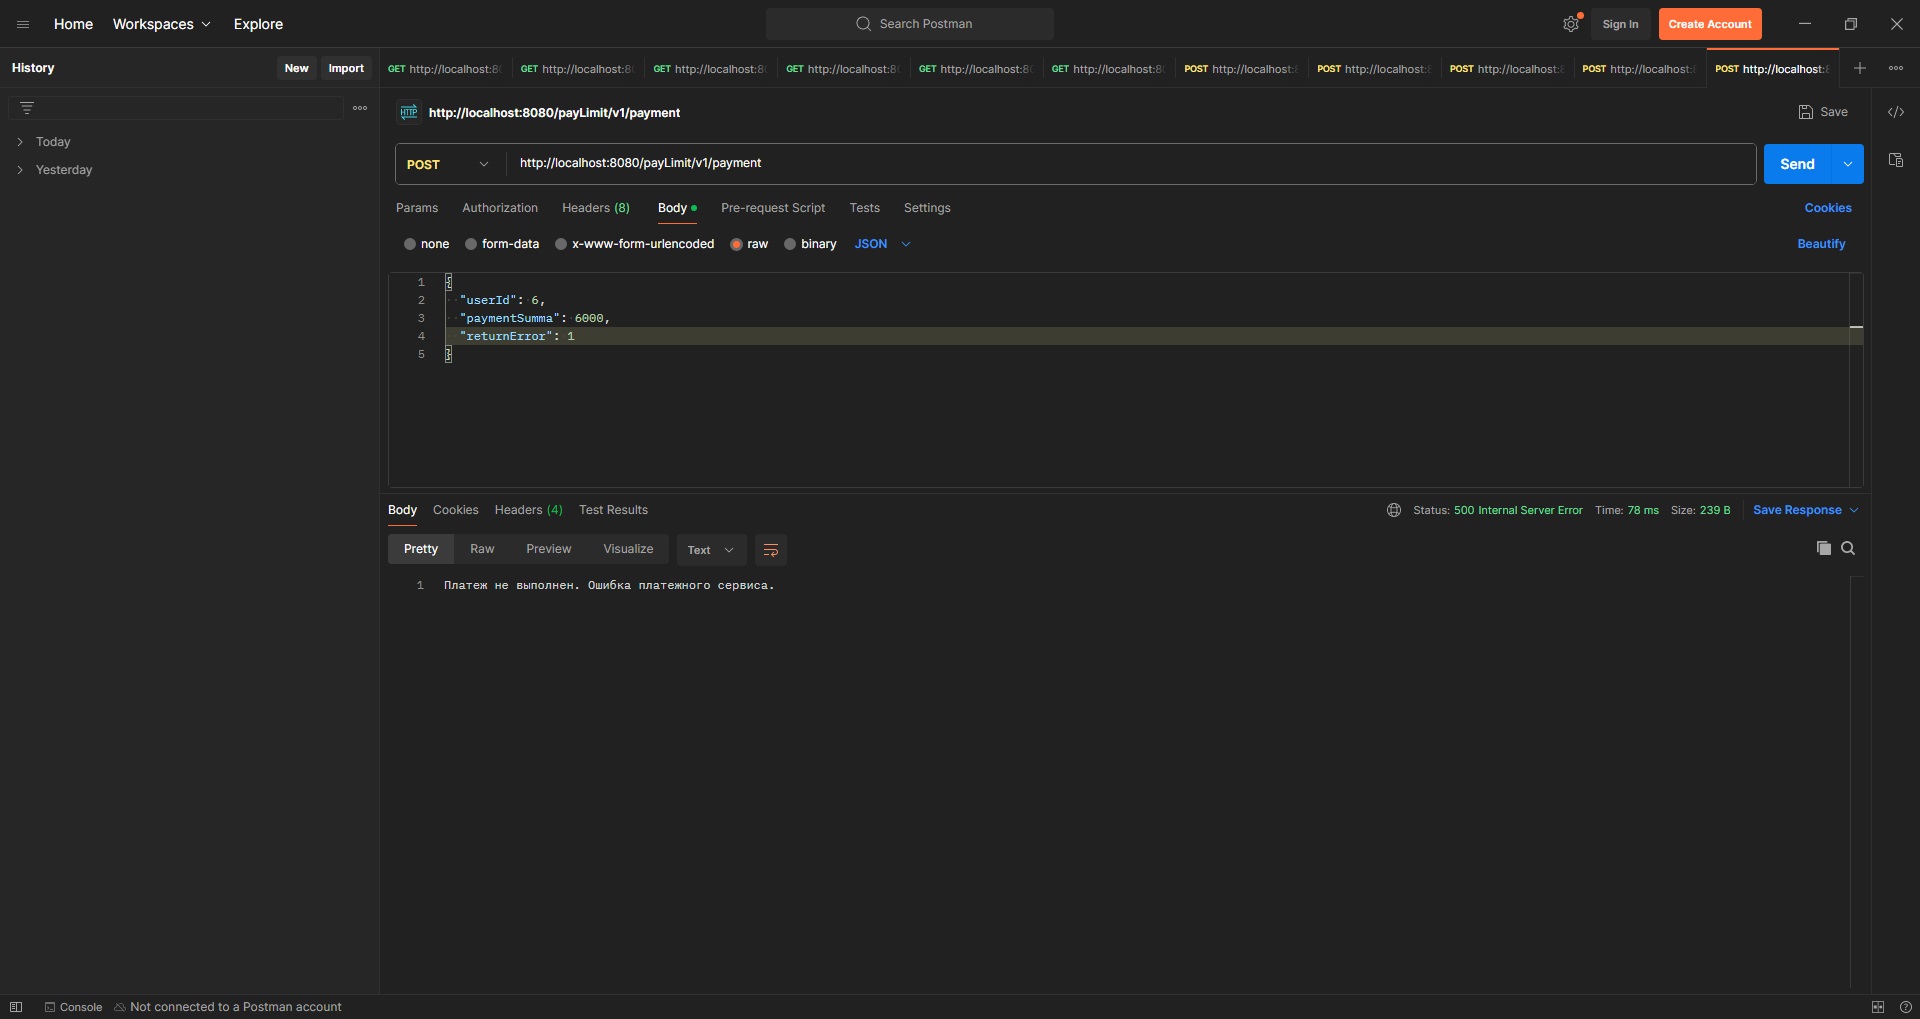 Home Workspaces Explore Search Postman Sign In Create Account
History New Import
GET http://localhost:80 GET http://localhost:80 GET http://localhost:80 GET http://localhost:80 GET http://localhost:80 GET http://localhost:80 POST http://localhost:8 POST http://localhost:8 POST http://localhost:8 POST http://localhost:8 POST http://localhost:8
Today
Yesterday
HTTP http://localhost:8080/payLimit/v1/payment Save
POST http://localhost:8080/payLimit/v1/payment Send
Params Authorization Headers (8) Body Pre-request Script Tests Settings Cookies
none form-data x-www-form-urlencoded raw binary JSON Beautify
1 {
2 "userId": 6,
3 "paymentSumma": 6000,
4 "returnError": 1
5 }
Body Cookies Headers (4) Test Results Status: 500 Internal Server Error Time: 78 ms Size: 239 B Save Response
Pretty Raw Preview Visualize Text
1 Платеж не выполнен. Ошибка платежного сервиса.
Console Not connected to a Postman account